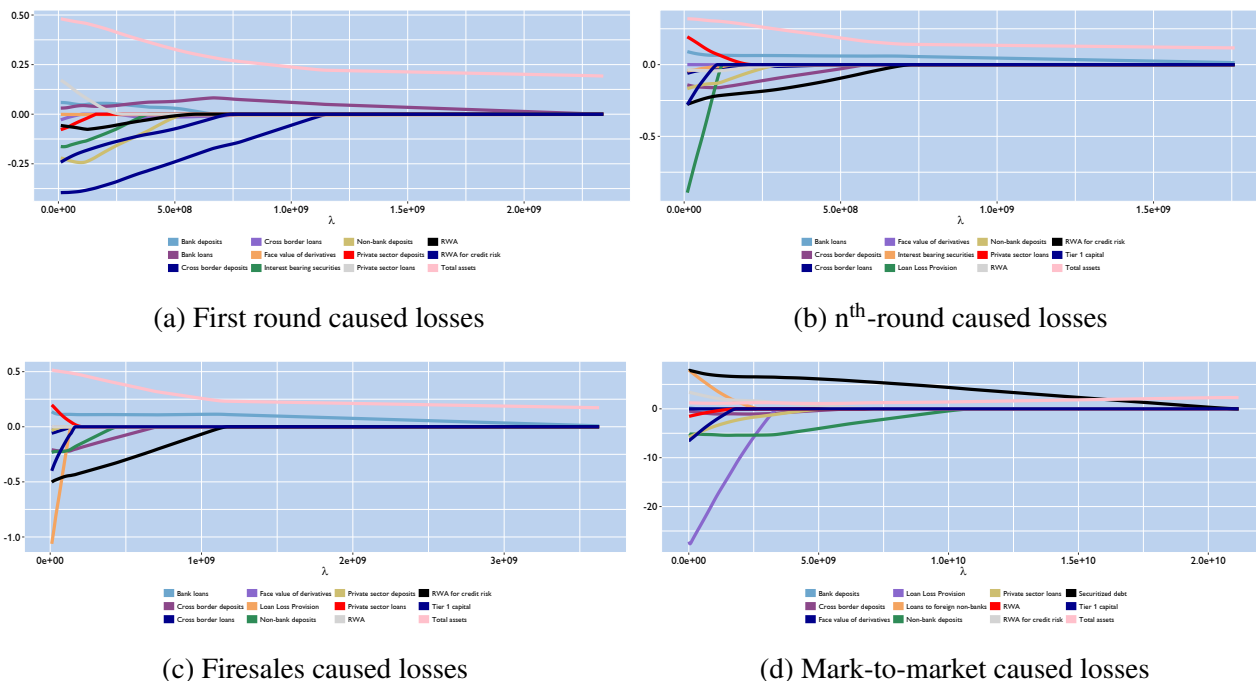 0.50
0.25
0.00
-0.25
0.0e+00 5.0e+08 1.0e+09 1.5e+09 2.0e+09
λ
Bank deposits Cross border loans Non-bank deposits RWA
Bank loans Face value of derivatives Private sector deposits RWA for credit risk
Cross border deposits Interest bearing securities Private sector loans Total assets
(a) First round caused losses
0.0
-0.5
0.0e+00 5.0e+08 1.0e+09 1.5e+09
λ
Bank loans Face value of derivatives Non-bank deposits RWA for credit risk
Cross border deposits Interest bearing securities Private sector loans Tier 1 capital
Cross border loans Loan Loss Provision RWA Total assets
(b) nth-round caused losses
0.5
0.0
-0.5
-1.0
0e+00 1e+09 2e+09 3e+09
λ
Bank loans Face value of derivatives Private sector deposits RWA for credit risk
Cross border deposits Loan Loss Provision Private sector loans Tier 1 capital
Cross border loans Non-bank deposits RWA Total assets
(c) Firesales caused losses
0
-10
-20
0.0e+00 5.0e+09 1.0e+10 1.5e+10 2.0e+10
λ
Bank deposits Loan Loss Provision Private sector loans Securitized debt
Cross border deposits Loans to foreign non-banks RWA Tier 1 capital
Face value of derivatives Non-bank deposits RWA for credit risk Total assets
(d) Mark-to-market caused losses